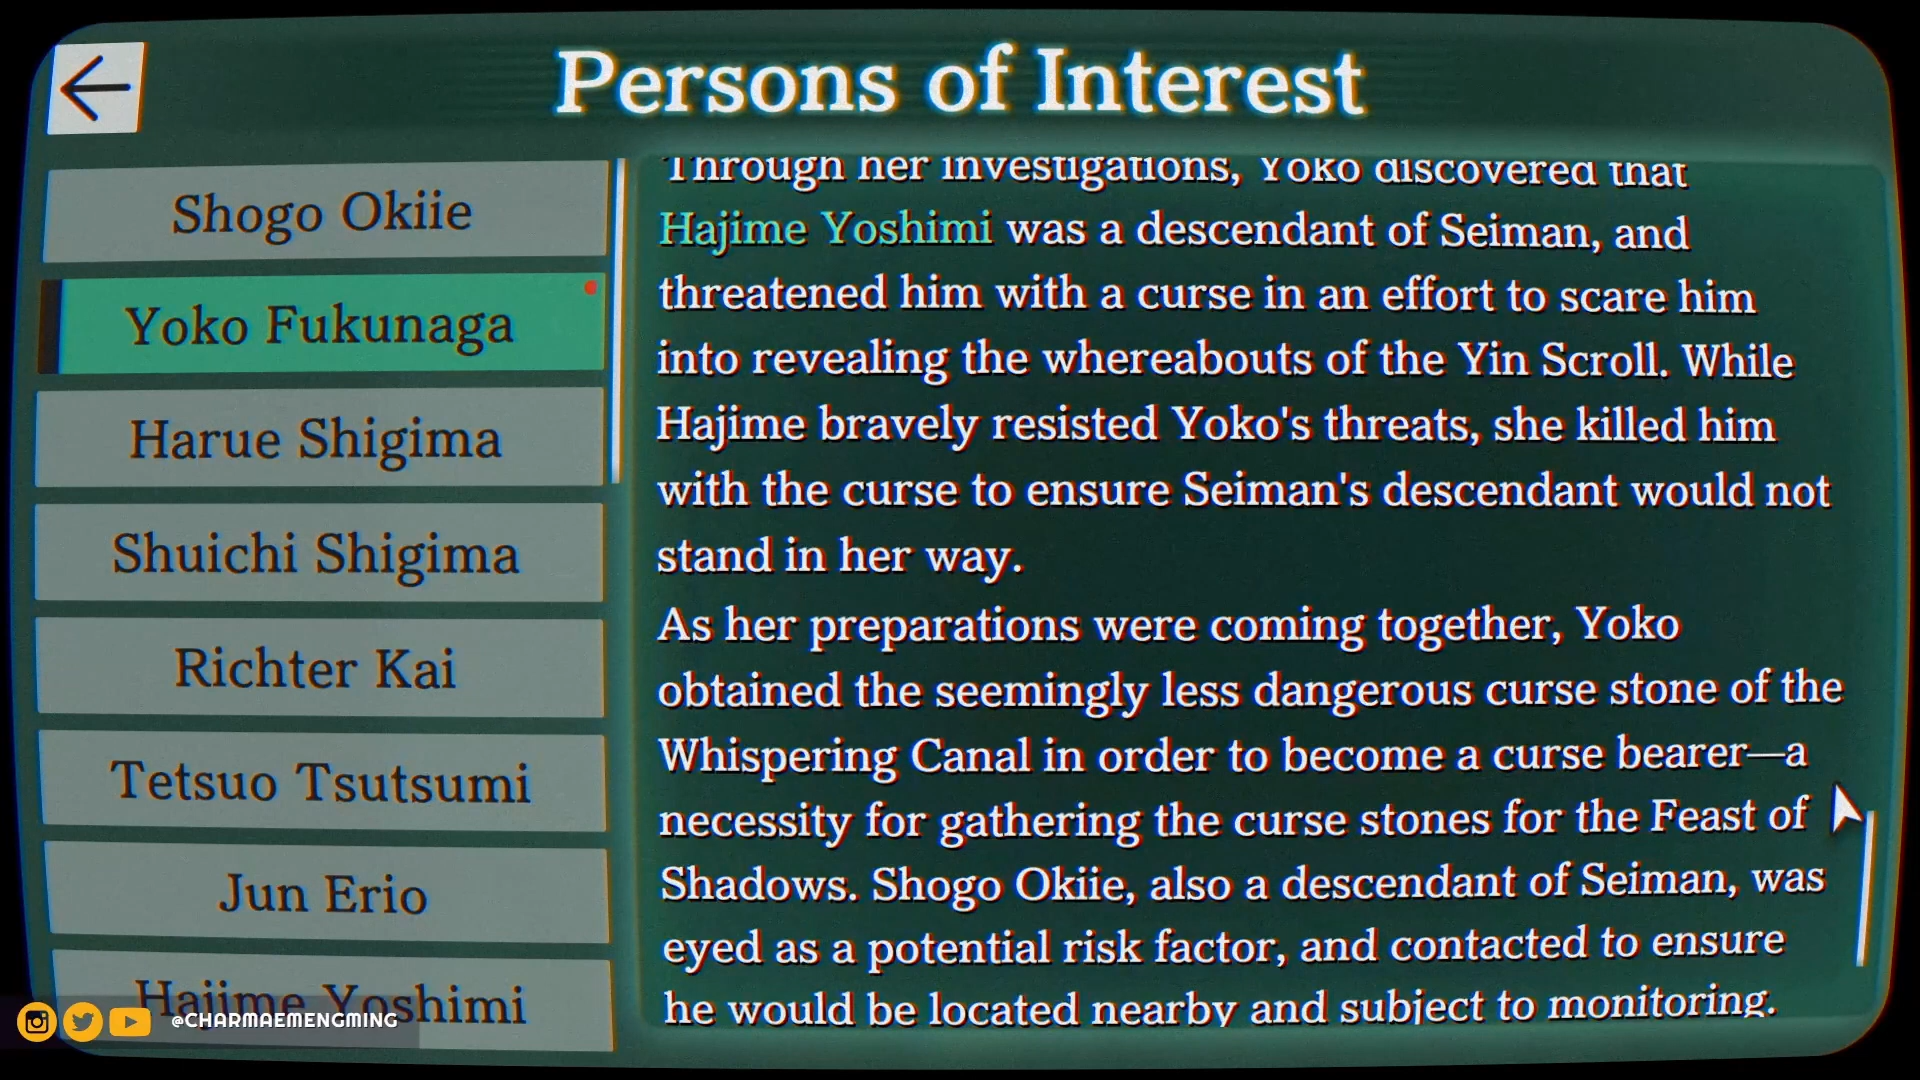 Persons of Interest
Shogo Okiie
Yoko Fukunaga
Harue Shigima
Shuichi Shigima
Richter Kai
Tetsuo Tsutsumi
Jun Erio
Hajime Yoshimi
Through her investigations, Yoko discovered that
Hajime Yoshimi was a descendant of Seiman, and
threatened him with a curse in an effort to scare him
into revealing the whereabouts of the Yin Scroll. While
Hajime bravely resisted Yoko's threats, she killed him
with the curse to ensure Seiman's descendant would not
stand in her way.
As her preparations were coming together, Yoko
obtained the seemingly less dangerous curse stone of the
Whispering Canal in order to become a curse bearer—a
necessity for gathering the curse stones for the Feast of
Shadows. Shogo Okiie, also a descendant of Seiman, was
eyed as a potential risk factor, and contacted to ensure
he would be located nearby and subject to monitoring.
@CHARMAEMENGMING